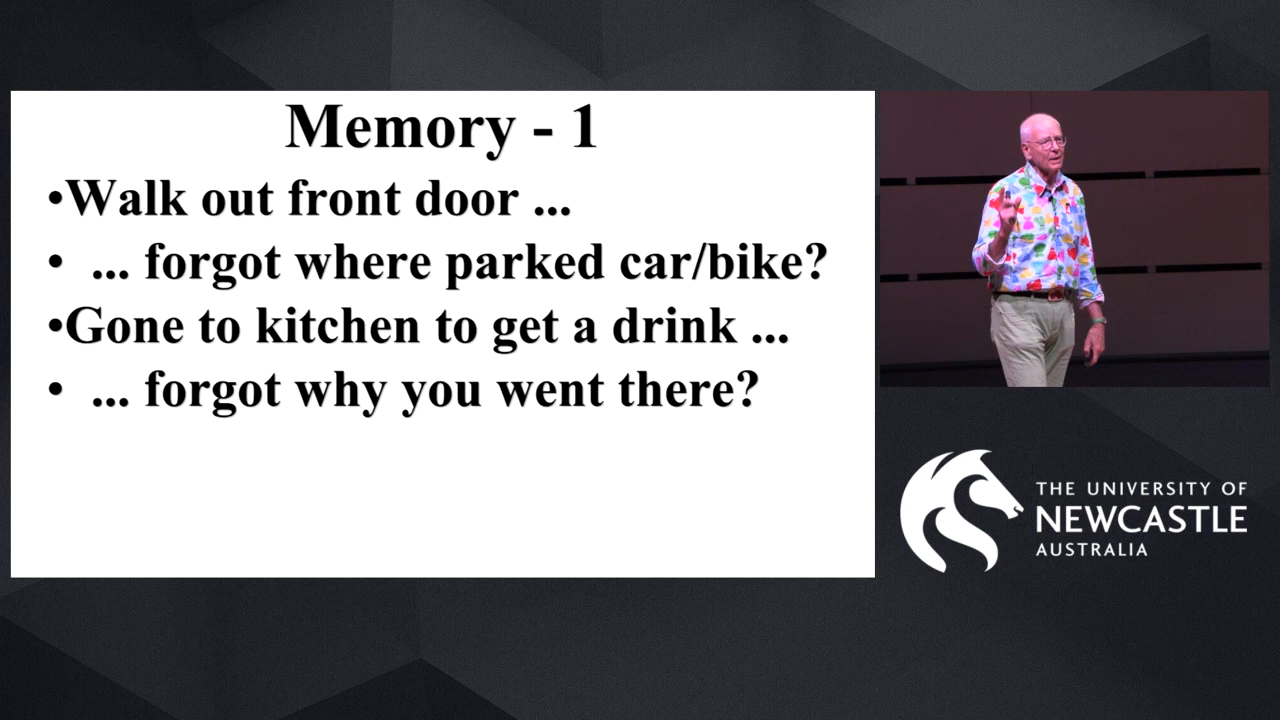 Memory - 1
•Walk out front door ...
• ... forgot where parked car/bike?
•Gone to kitchen to get a drink ...
• ... forgot why you went there?
THE UNIVERSITY OF
NEWCASTLE
AUSTRALIA